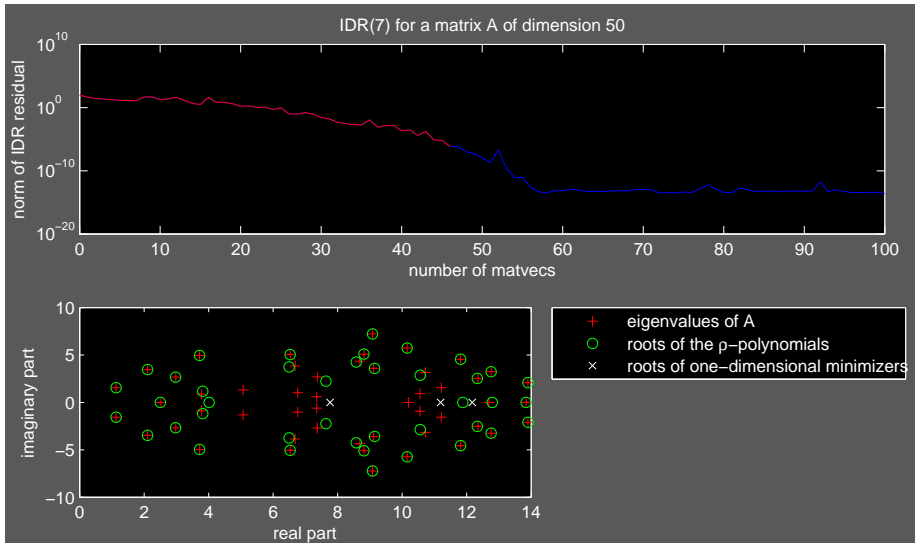 IDR(7) for a matrix A of dimension 50
10^10
10^0
10^−10
10^−20
norm of IDR residual
0 10 20 30 40 50 60 70 80 90 100
number of matvecs
10
5
0
−5
−10
imaginary part
0 2 4 6 8 10 12 14
real part
eigenvalues of A
roots of the ρ−polynomials
roots of one−dimensional minimizers